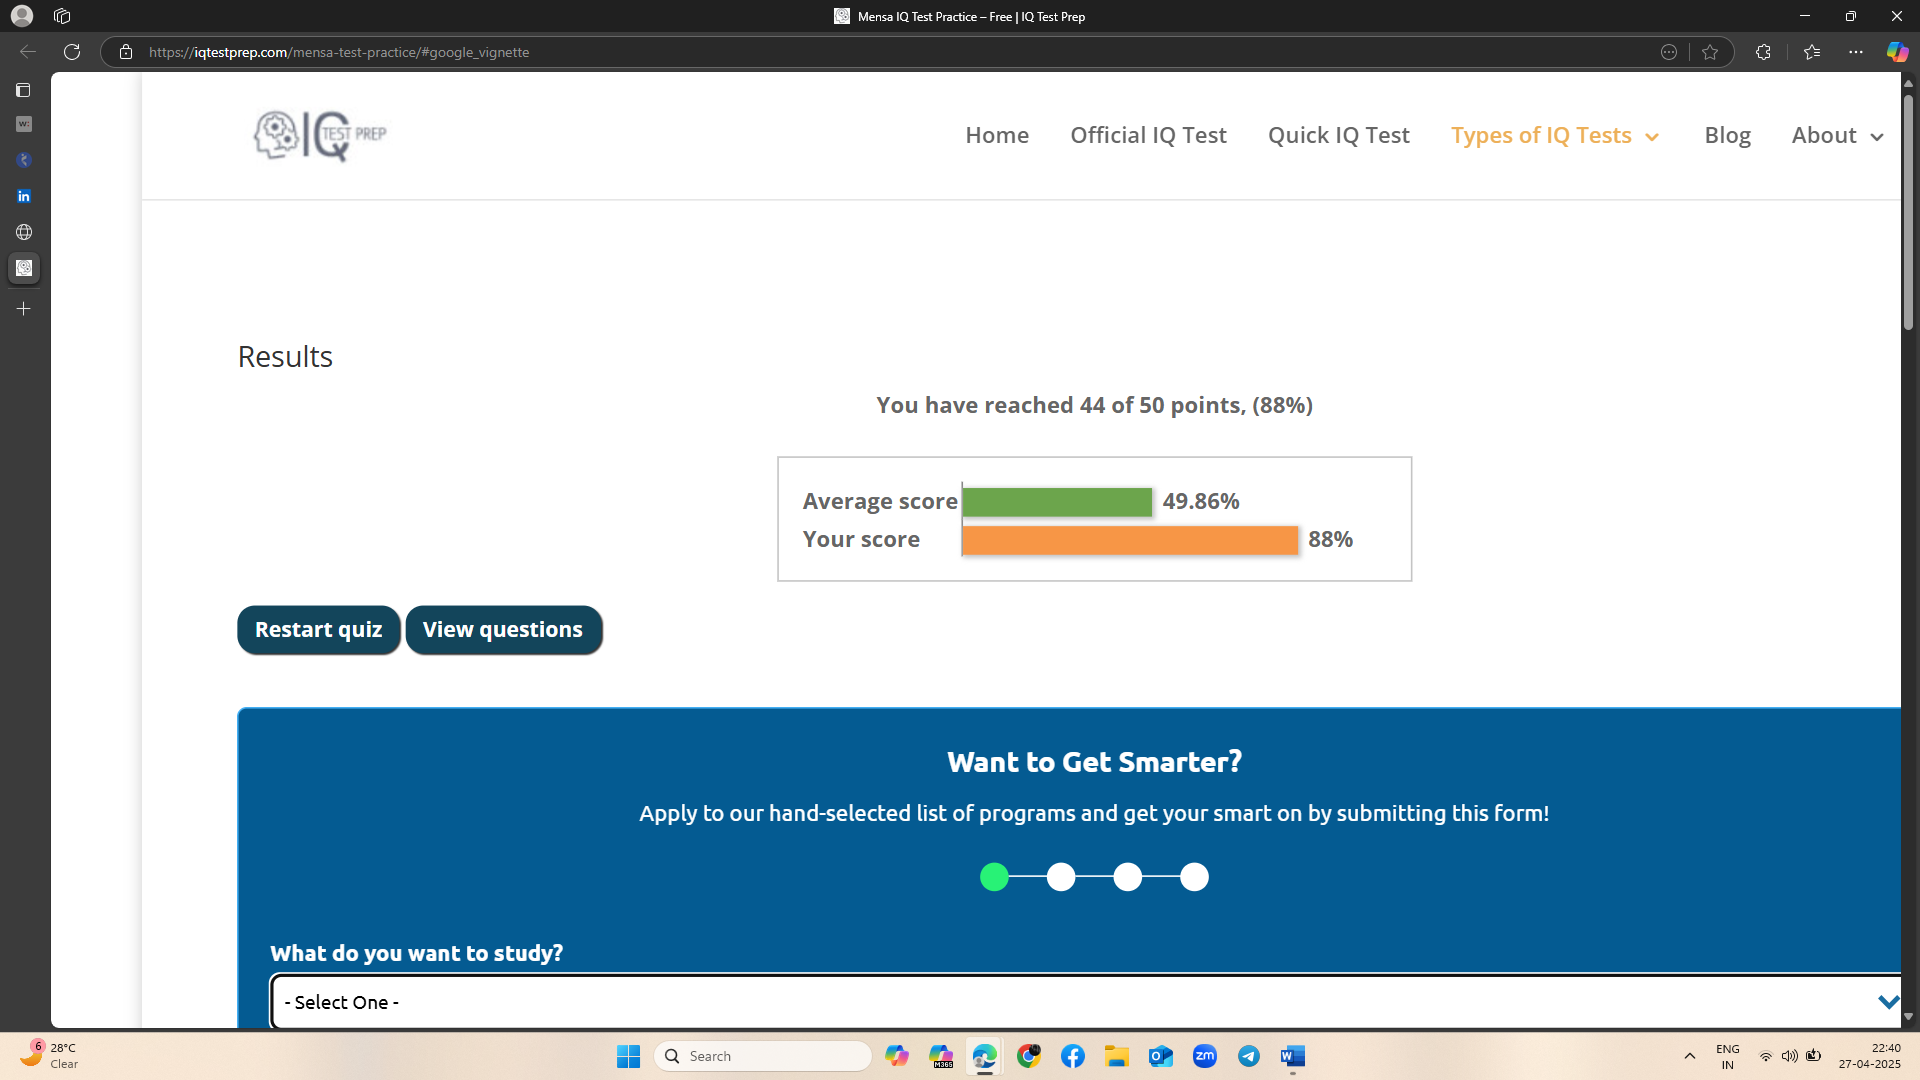 Mensa IQ Test Practice – Free | IQ Test Prep
https://iqtestprep.com/mensa-test-practice/#google_vignette
w:
in
IQ TEST PREP
Home
Official IQ Test
Quick IQ Test
Types of IQ Tests
Blog
About
Results
You have reached 44 of 50 points, (88%)
Average score 49.86%
Your score 88%
Restart quiz
View questions
Want to Get Smarter?
Apply to our hand-selected list of programs and get your smart on by submitting this form!
What do you want to study?
- Select One -
6
28°C
Clear
Search
M365
zm
W
ENG
IN
22:40
27-04-2025